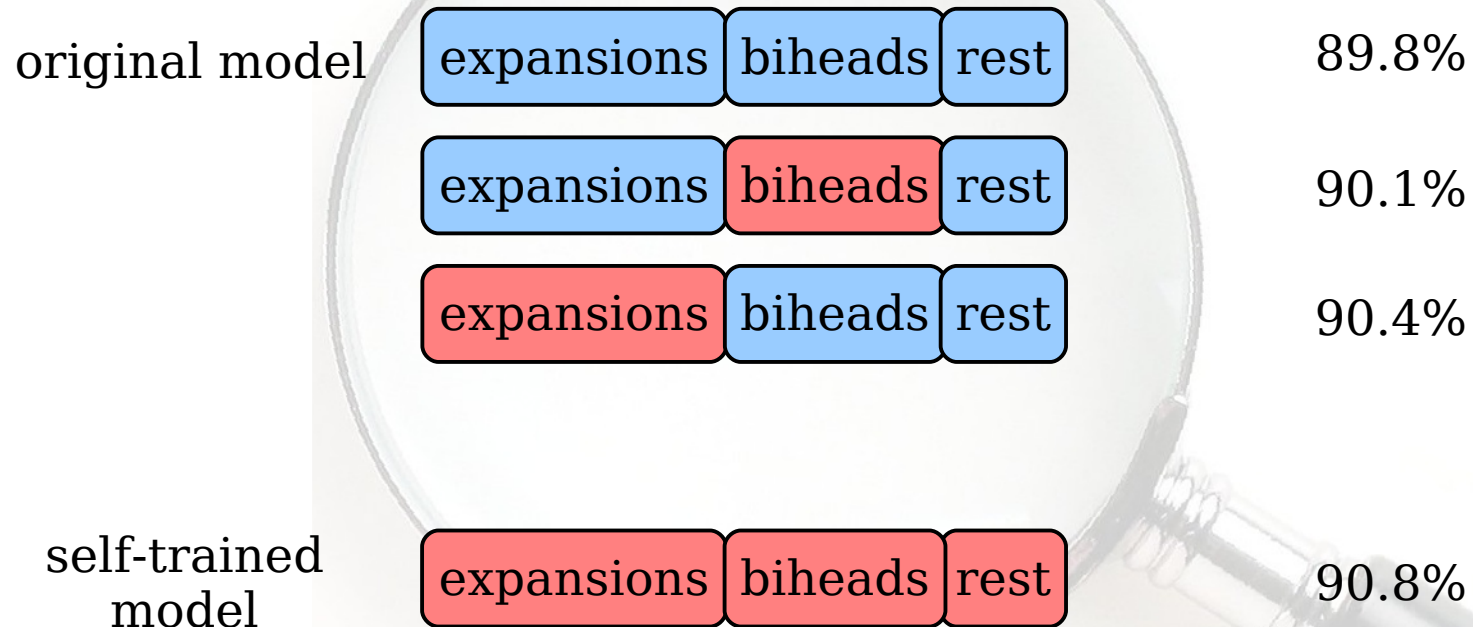 original model expansions biheads rest 89.8%
expansions biheads rest 90.1%
expansions biheads rest 90.4%
self-trained
model expansions biheads rest 90.8%